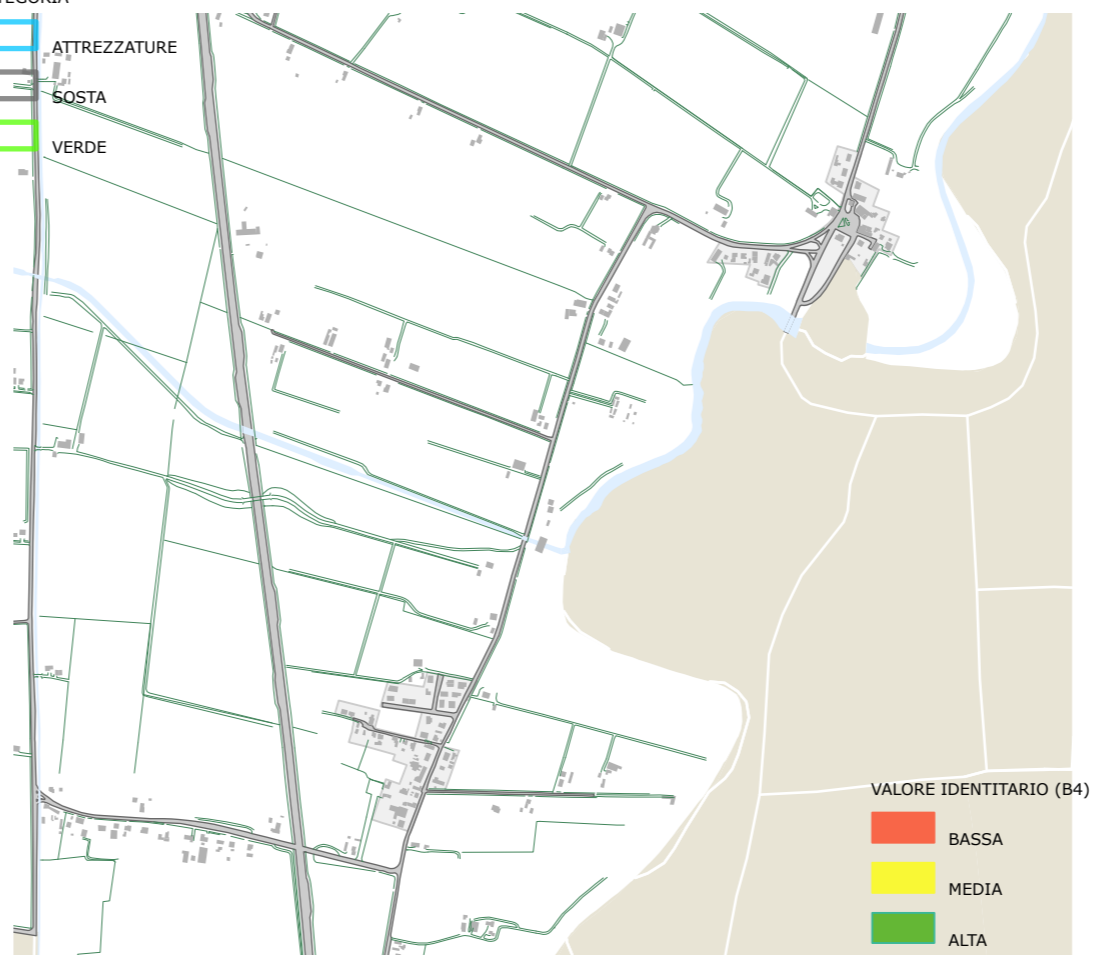 ATTREZZATURE
SOSTA
VERDE
VALORE IDENTITARIO (B4)
BASSA
MEDIA
ALTA